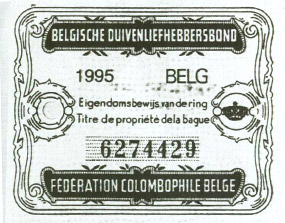 BELGISCHE DUIVENLIEFHEBBERSBOND
1995 BELG
Eigendomsbewijs van de ring
Titre de propriété de la bague
6274429
FÉDÉRATION COLOMBOPHILE BELGE